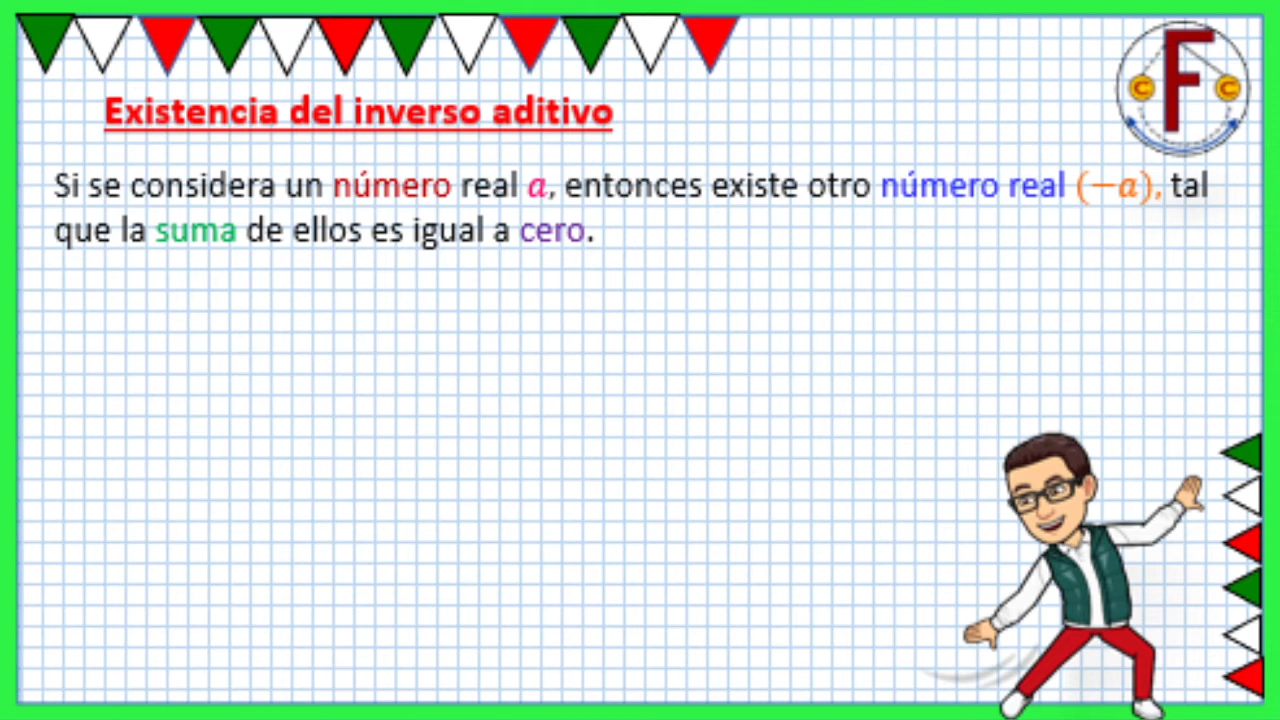 Existencia del inverso aditivo
F
C C
Si se considera un número real a, entonces existe otro número real (−a), tal
que la suma de ellos es igual a cero.